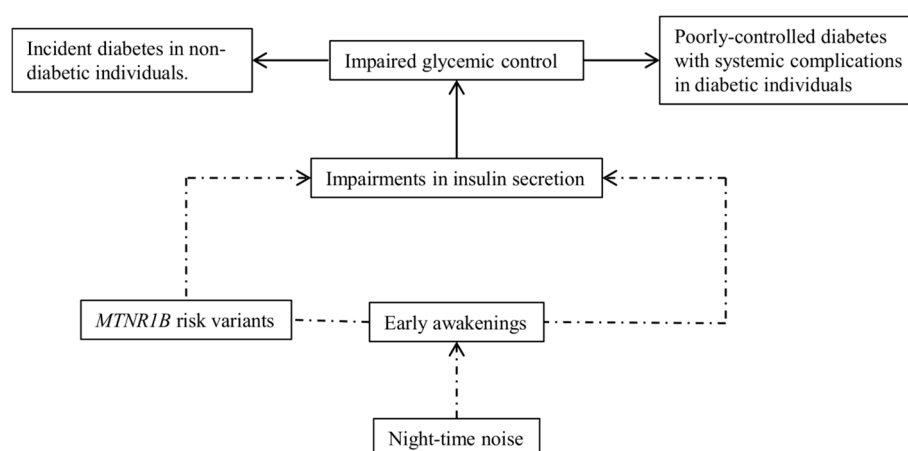 Incident diabetes in non-
diabetic individuals.
Impaired glycemic control
Poorly-controlled diabetes
with systemic complications
in diabetic individuals
Impairments in insulin secretion
MTNR1B risk variants
Early awakenings
Night-time noise